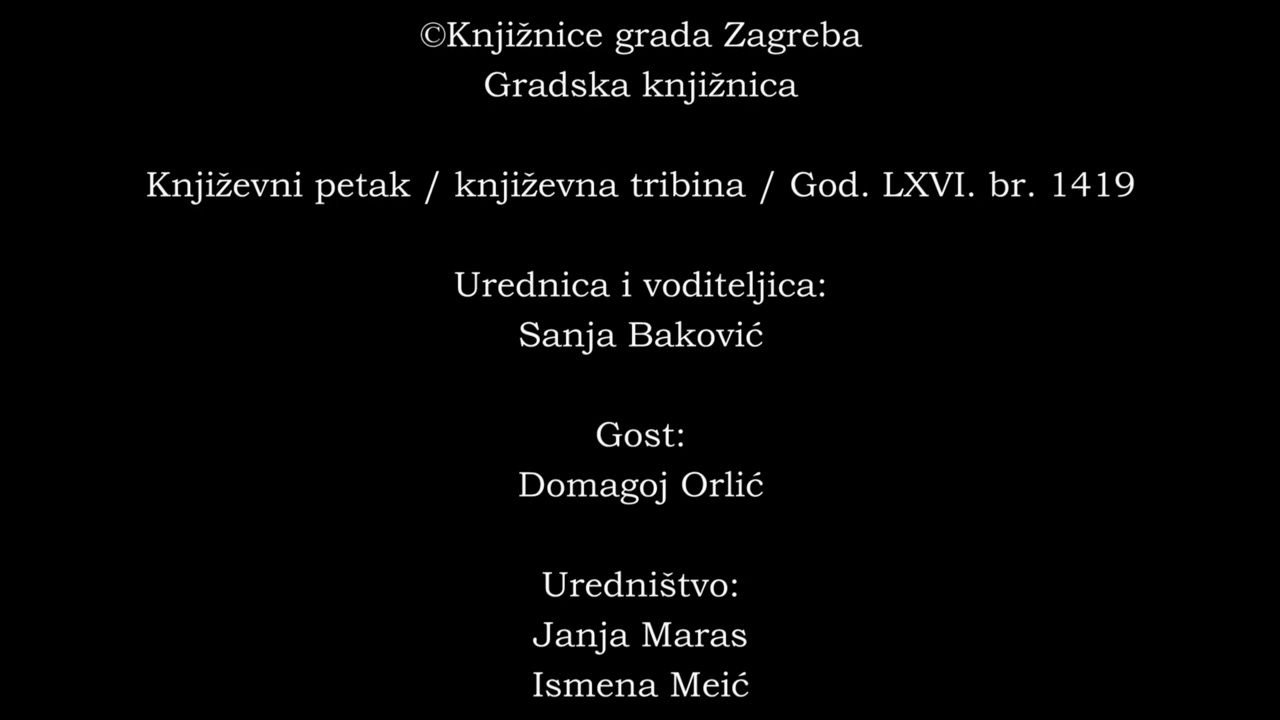 ©Knjižnice grada Zagreba
Gradska knjižnica
Književni petak / književna tribina / God. LXVI. br. 1419
Urednica i voditeljica:
Sanja Baković
Gost:
Domagoj Orlić
Uredništvo:
Janja Maras
Ismena Meić